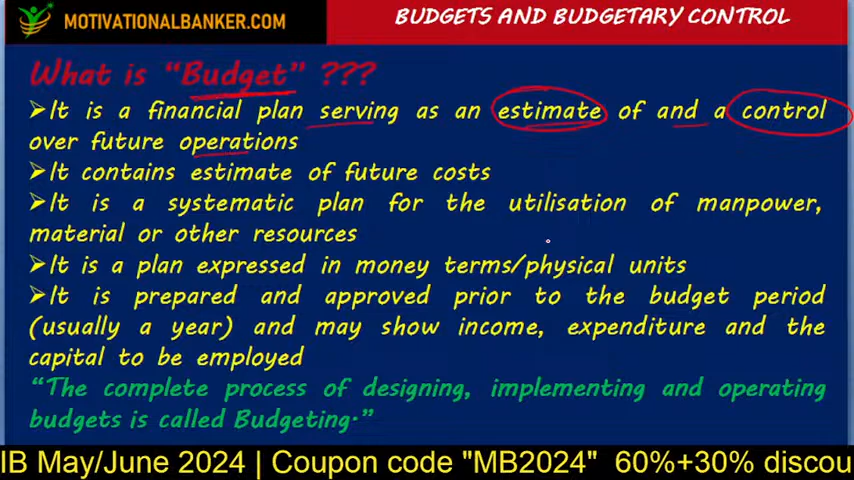 MOTIVATIONALBANKER.COM
BUDGETS AND BUDGETARY CONTROL
What is “Budget” ???
➢It is a financial plan serving as an estimate of and a control
over future operations
➢It contains estimate of future costs
➢It is a systematic plan for the utilisation of manpower,
material or other resources
➢It is a plan expressed in money terms/physical units
➢It is prepared and approved prior to the budget period
(usually a year) and may show income, expenditure and the
capital to be employed
“The complete process of designing, implementing and operating
budgets is called Budgeting.”
IB May/June 2024 | Coupon code "MB2024" 60%+30% discou